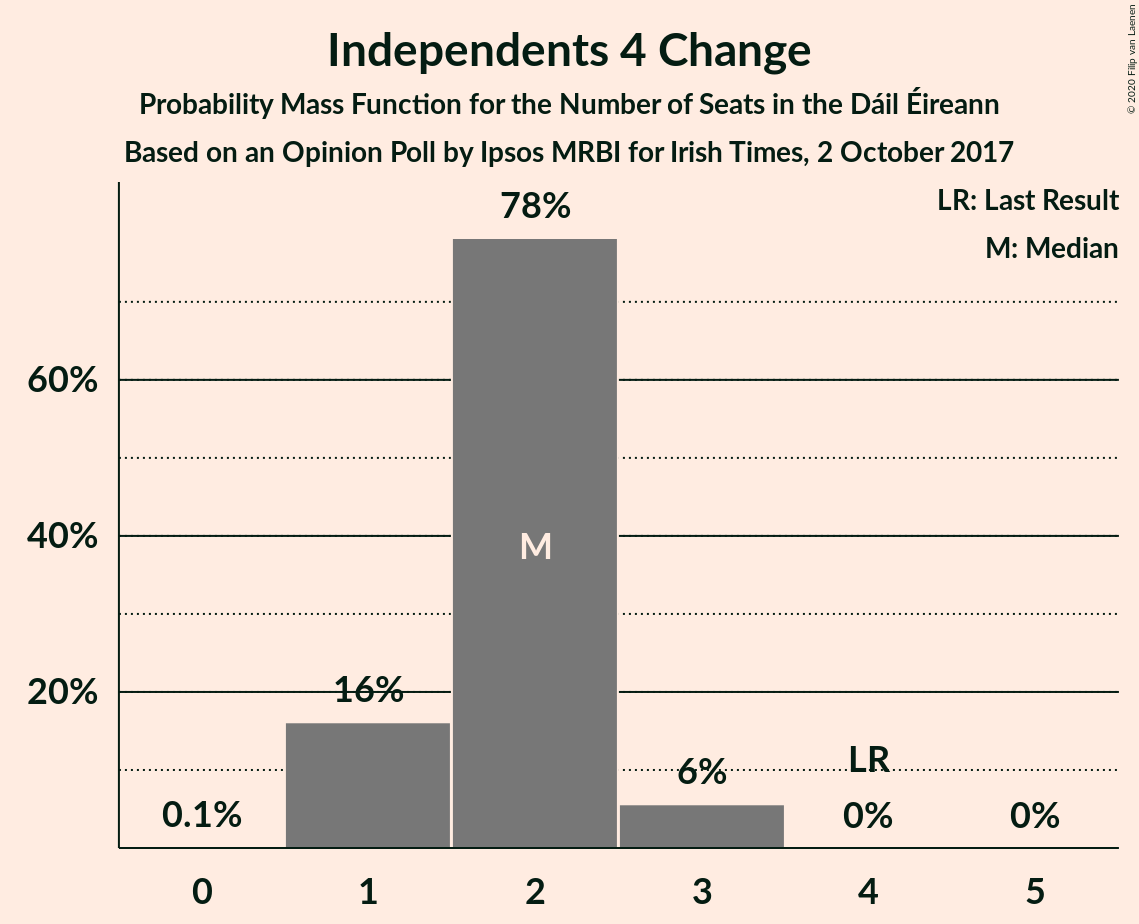 Independents 4 Change
Probability Mass Function for the Number of Seats in the Dáil Éireann
Based on an Opinion Poll by Ipsos MRBI for Irish Times, 2 October 2017
© 2020 Filip van Laenen
LR: Last Result
M: Median
78%
60%
40%
20%
M
16%
6%
LR
0.1%
0%
0%
0 1 2 3 4 5